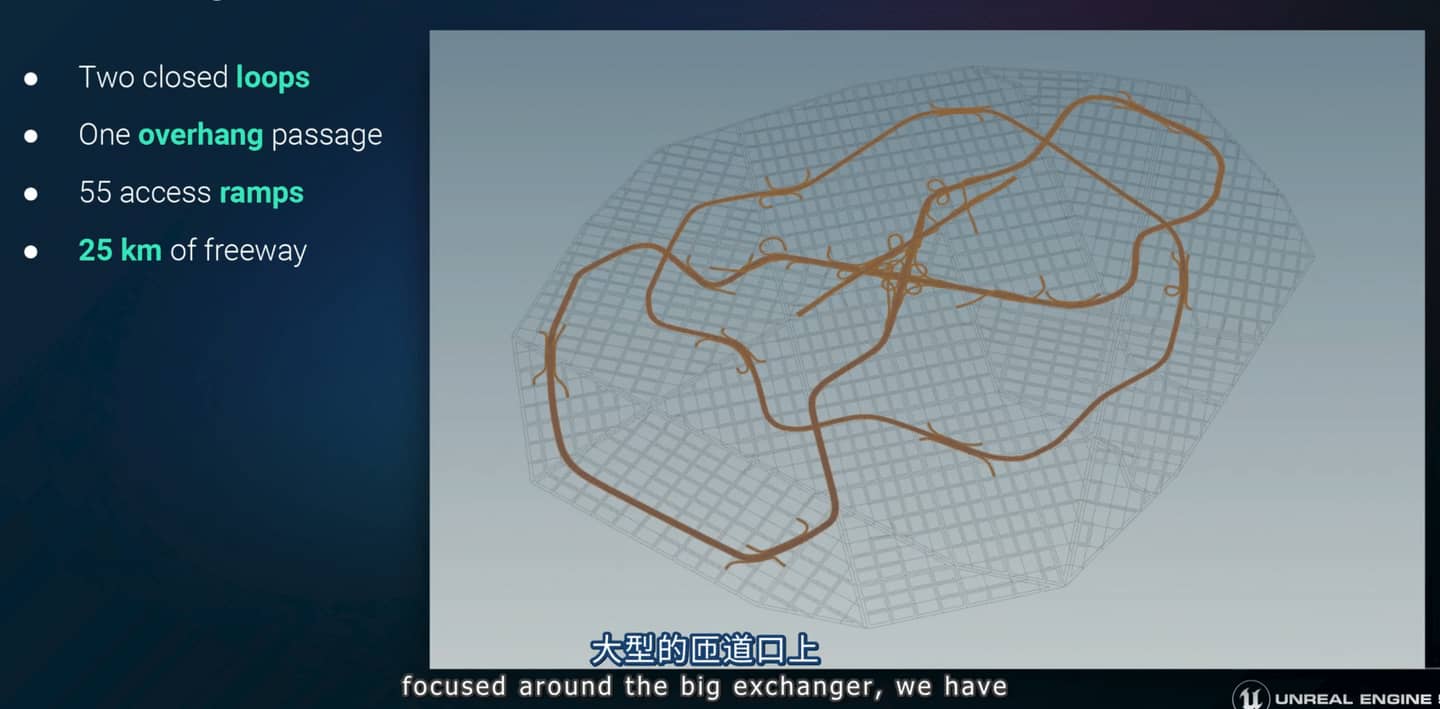 Two closed loops
One overhang passage
55 access ramps
25 km of freeway
大型的匝道口上
focused around the big exchanger, we have
UNREAL ENGINE